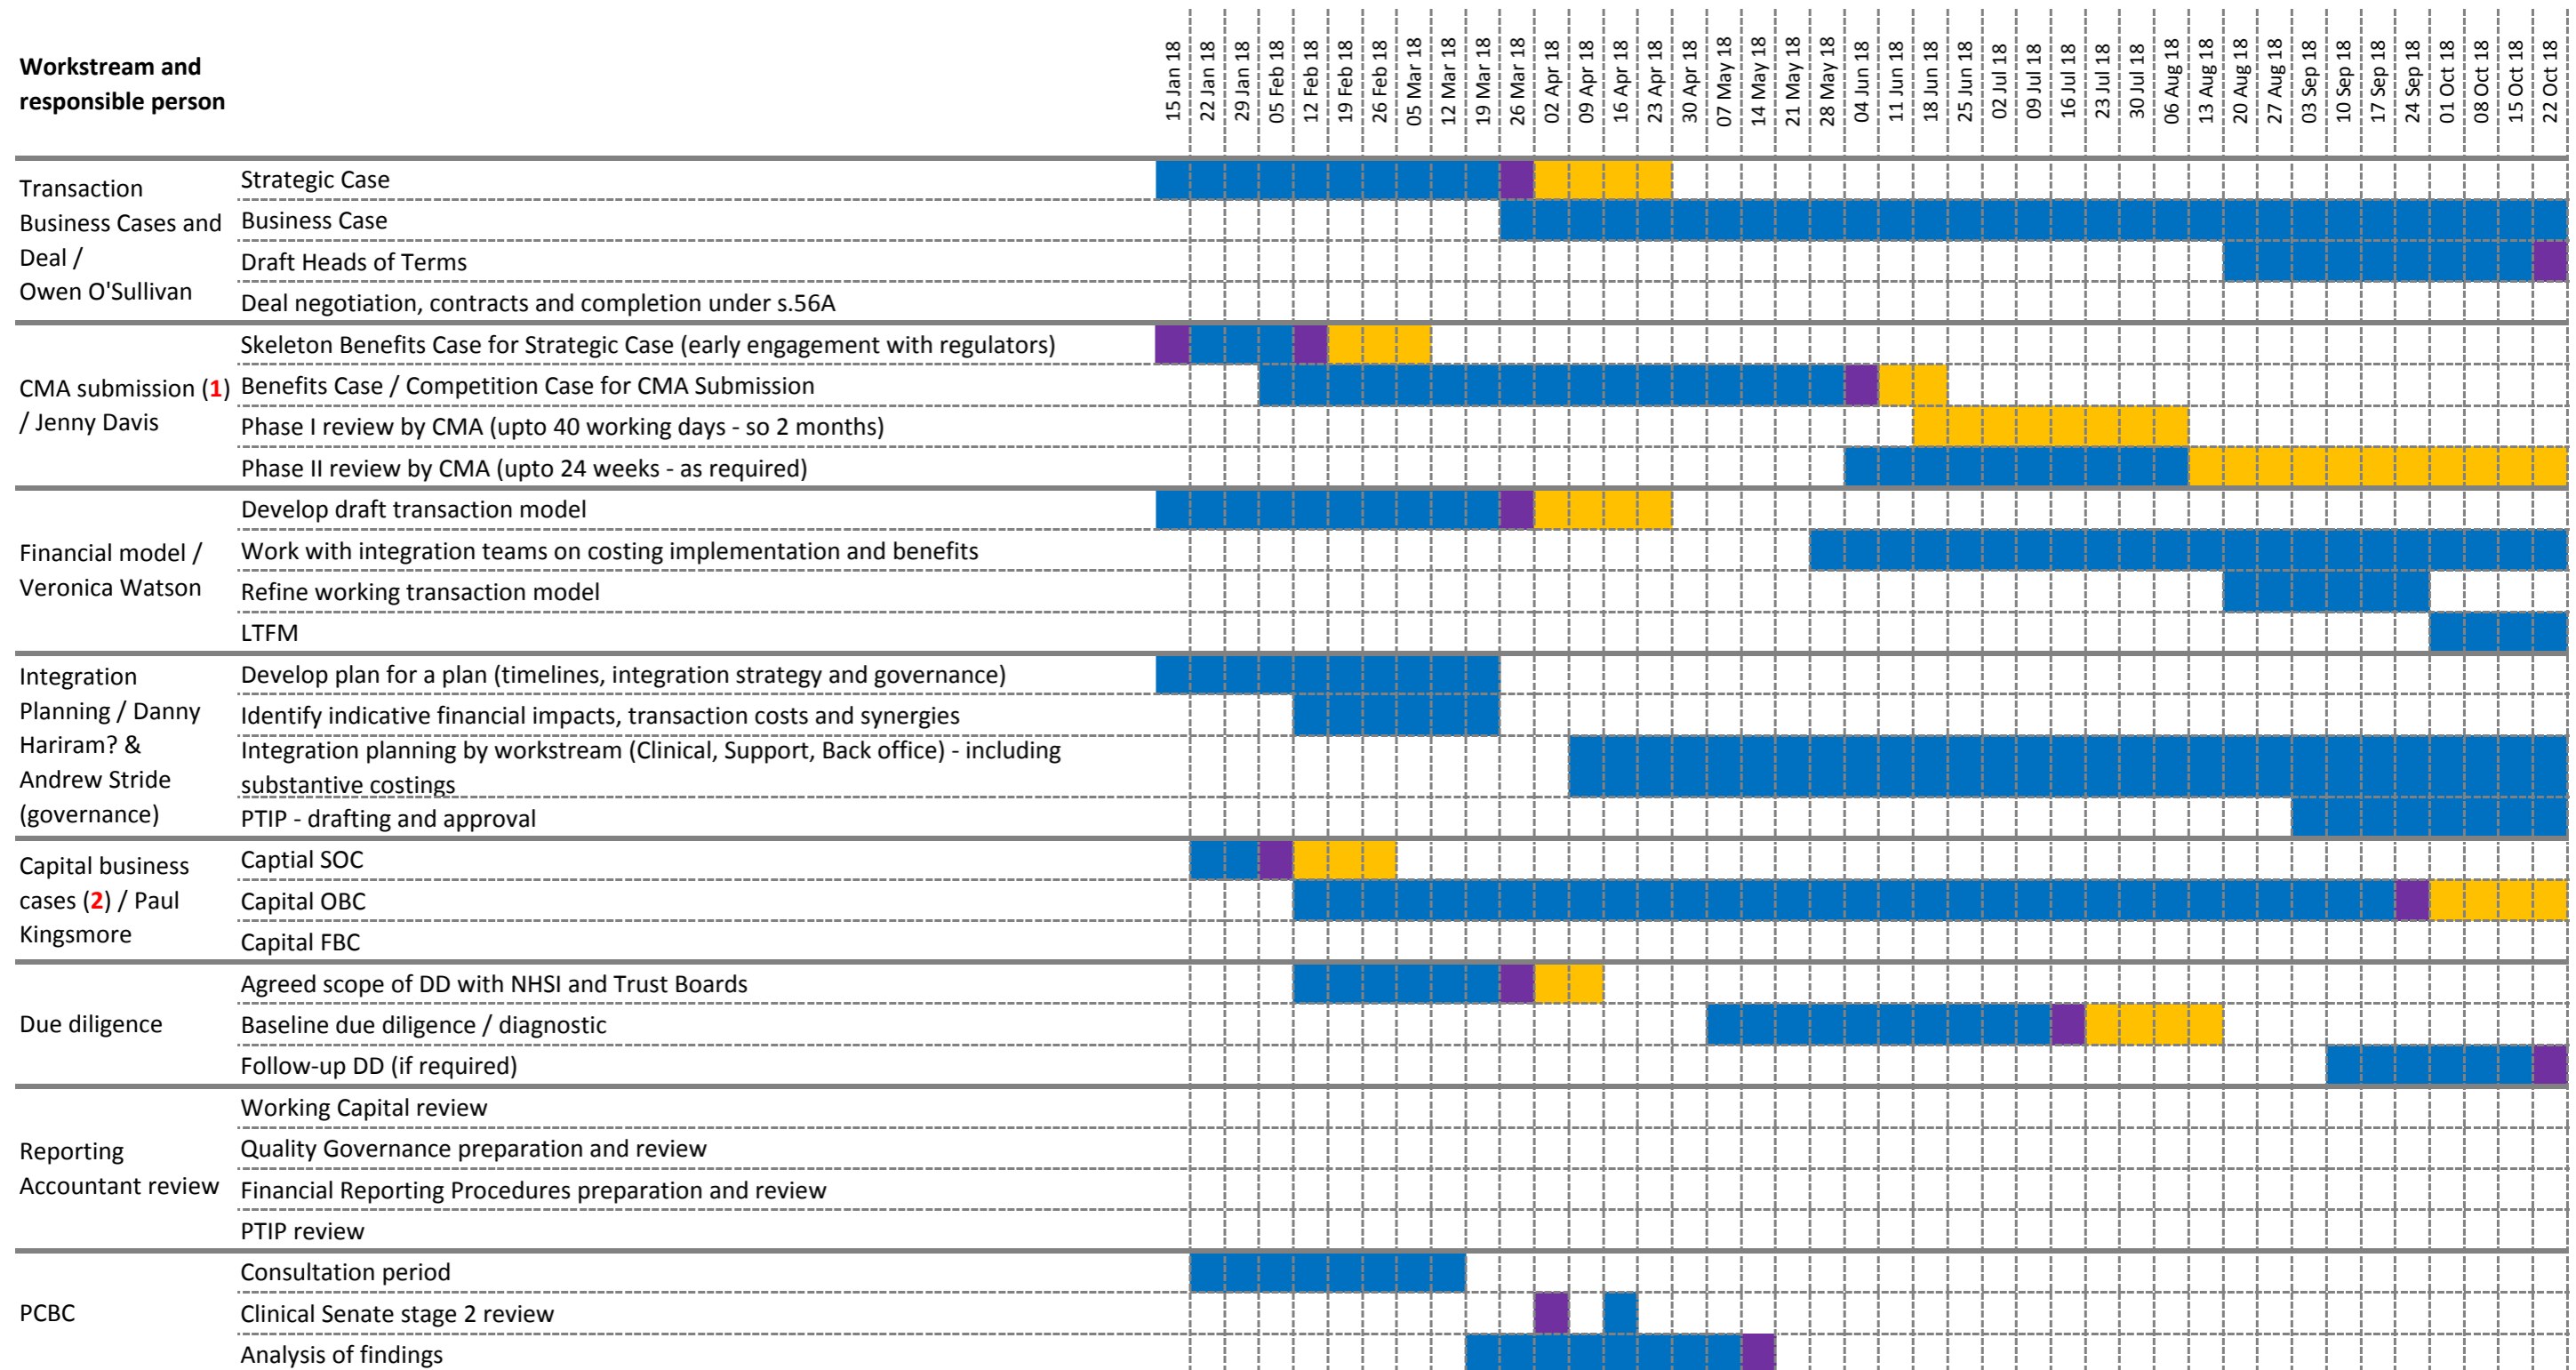 Workstream and
responsible person
15 Jan 18
22 Jan 18
29 Jan 18
05 Feb 18
12 Feb 18
19 Feb 18
26 Feb 18
05 Mar 18
12 Mar 18
19 Mar 18
26 Mar 18
02 Apr 18
09 Apr 18
16 Apr 18
23 Apr 18
30 Apr 18
07 May 18
14 May 18
21 May 18
28 May 18
04 Jun 18
11 Jun 18
18 Jun 18
25 Jun 18
02 Jul 18
09 Jul 18
16 Jul 18
23 Jul 18
30 Jul 18
06 Aug 18
13 Aug 18
20 Aug 18
27 Aug 18
03 Sep 18
10 Sep 18
17 Sep 18
24 Sep 18
01 Oct 18
08 Oct 18
15 Oct 18
22 Oct 18
Transaction
Business Cases and
Deal /
Owen O'Sullivan
Strategic Case
Business Case
Draft Heads of Terms
Deal negotiation, contracts and completion under s.56A
CMA submission (1)
/ Jenny Davis
Skeleton Benefits Case for Strategic Case (early engagement with regulators)
Benefits Case / Competition Case for CMA Submission
Phase I review by CMA (upto 40 working days - so 2 months)
Phase II review by CMA (upto 24 weeks - as required)
Financial model /
Veronica Watson
Develop draft transaction model
Work with integration teams on costing implementation and benefits
Refine working transaction model
LTFM
Integration
Planning / Danny
Hariram? &
Andrew Stride
(governance)
Develop plan for a plan (timelines, integration strategy and governance)
Identify indicative financial impacts, transaction costs and synergies
Integration planning by workstream (Clinical, Support, Back office) - including
substantive costings
PTIP - drafting and approval
Capital business
cases (2) / Paul
Kingsmore
Captial SOC
Capital OBC
Capital FBC
Due diligence
Agreed scope of DD with NHSI and Trust Boards
Baseline due diligence / diagnostic
Follow-up DD (if required)
Reporting
Accountant review
Working Capital review
Quality Governance preparation and review
Financial Reporting Procedures preparation and review
PTIP review
PCBC
Consultation period
Clinical Senate stage 2 review
Analysis of findings